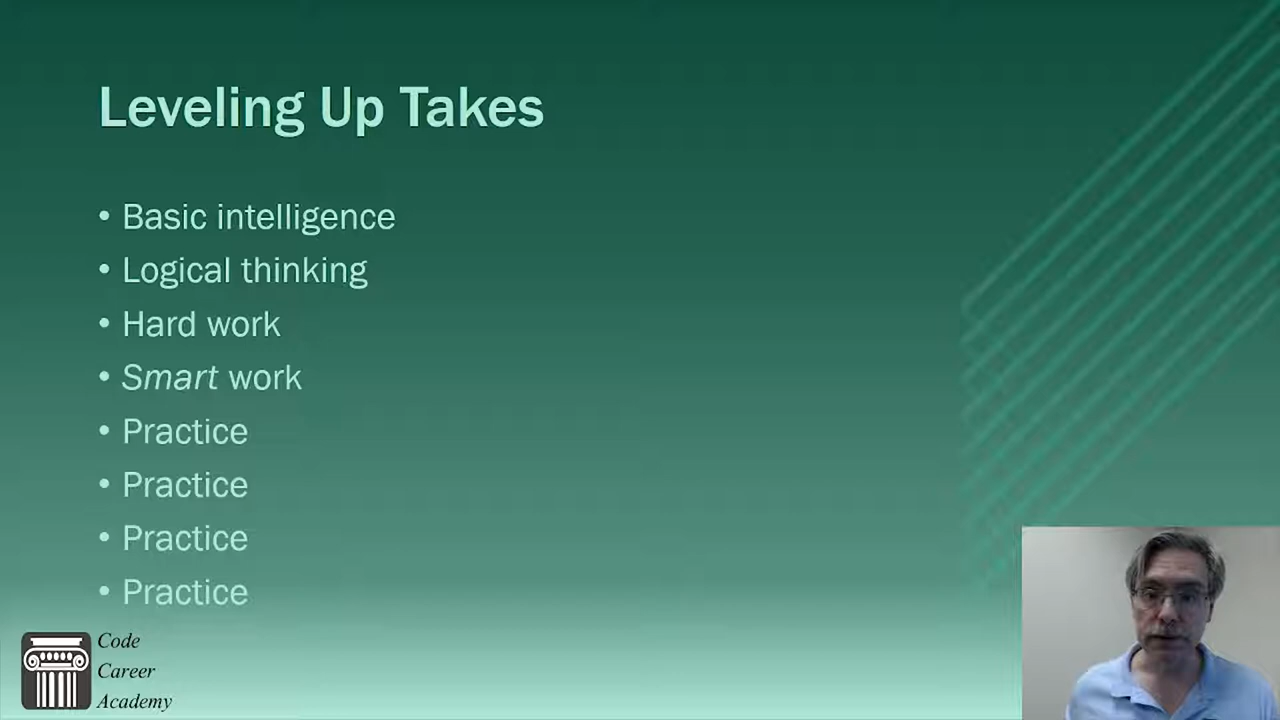 Leveling Up Takes
• Basic intelligence
• Logical thinking
• Hard work
• Smart work
• Practice
• Practice
• Practice
• Practice
Code
Career
Academy